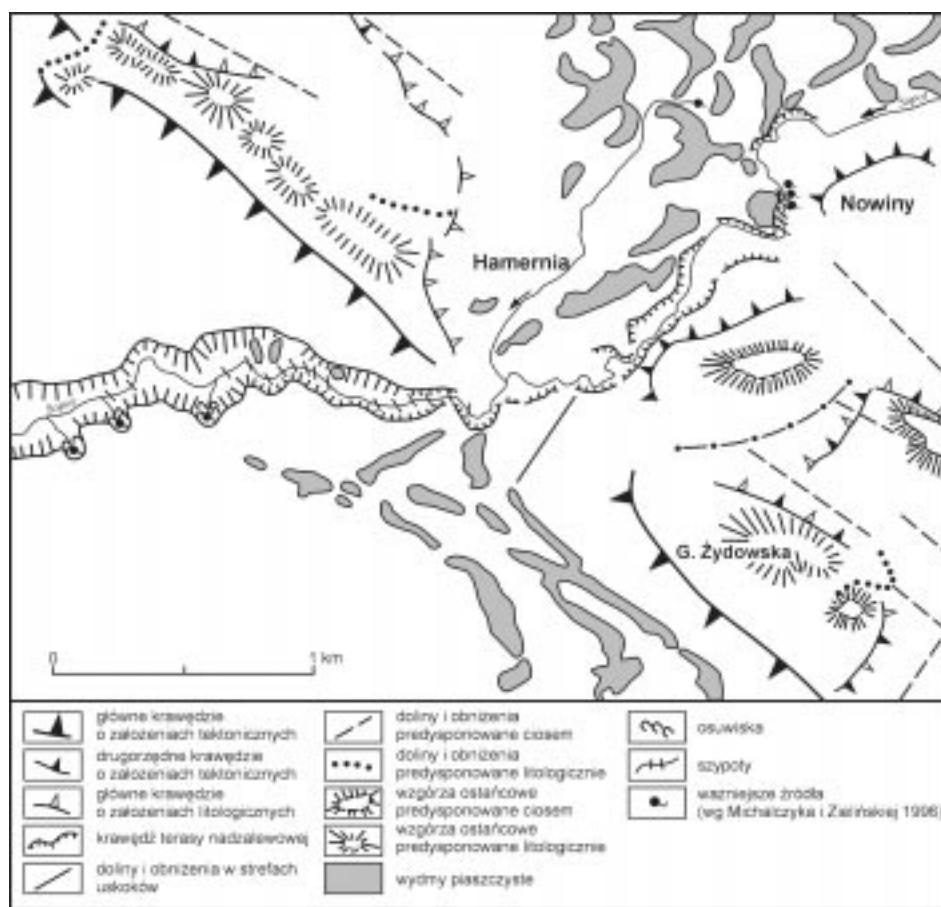 Nowiny
Hamernia
G. Żydowska
0 1 km
główne krawędzie
o założeniach tektonicznych
drugorzędne krawędzie
o założeniach tektonicznych
główne krawędzie
o założeniach litologicznych
krawędź terasy nadzalewowej
doliny i obniżenia w strefach
uskoków
doliny i obniżenia
predysponowane ciosem
doliny i obniżenia
predysponowane litologicznie
wzgórza ostańcowe
predysponowane ciosem
wzgórza ostańcowe
predysponowane litologicznie
wydmy piaszczyste
osuwiska
szypoty
ważniejsze źródła
(wg Michalczyka i Zielińskiej 1996)